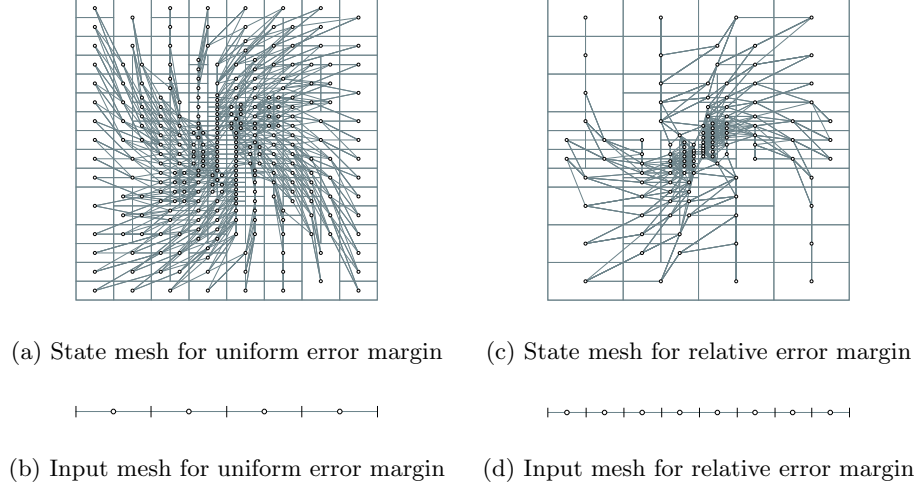 (a) State mesh for uniform error margin
(c) State mesh for relative error margin
(b) Input mesh for uniform error margin
(d) Input mesh for relative error margin